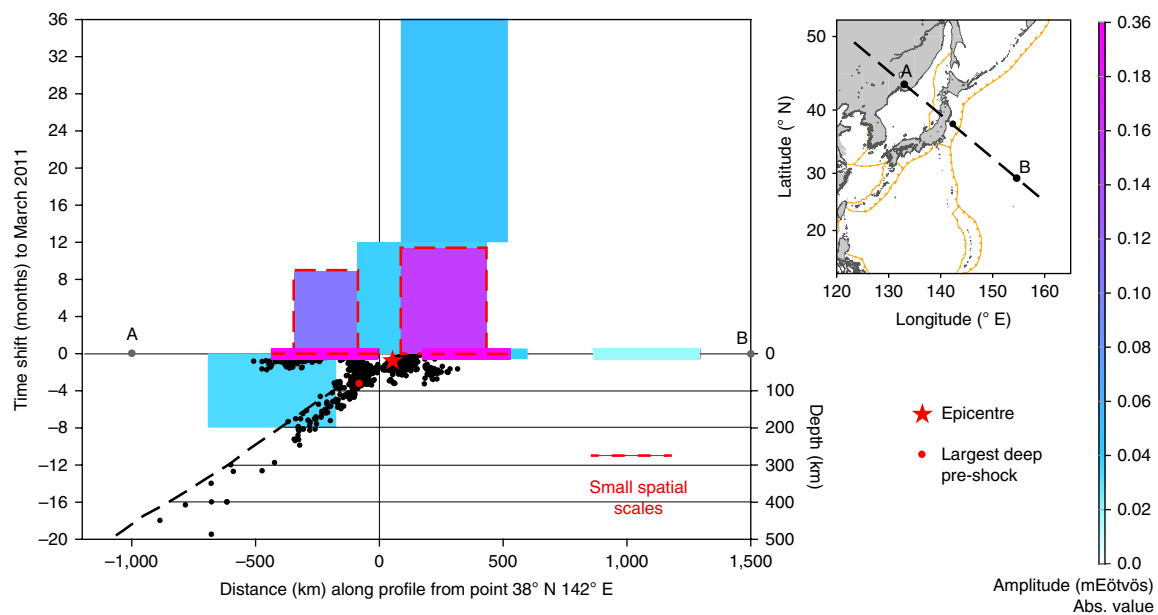 36
32
28
24
20
16
12
8
4
0
−4
−8
−12
−16
−20
Time shift (months) to March 2011
A
B
0
100
200
300
400
500
Depth (km)
−1,000
−500
0
500
1,000
1,500
Distance (km) along profile from point 38° N 142° E
Small spatial
scales
50
40
30
20
Latitude (° N)
A
B
120
130
140
150
160
Longitude (° E)
Epicentre
Largest deep
pre-shock
0.36
0.18
0.16
0.14
0.12
0.10
0.08
0.06
0.04
0.02
0.0
Amplitude (mEötvös)
Abs. value